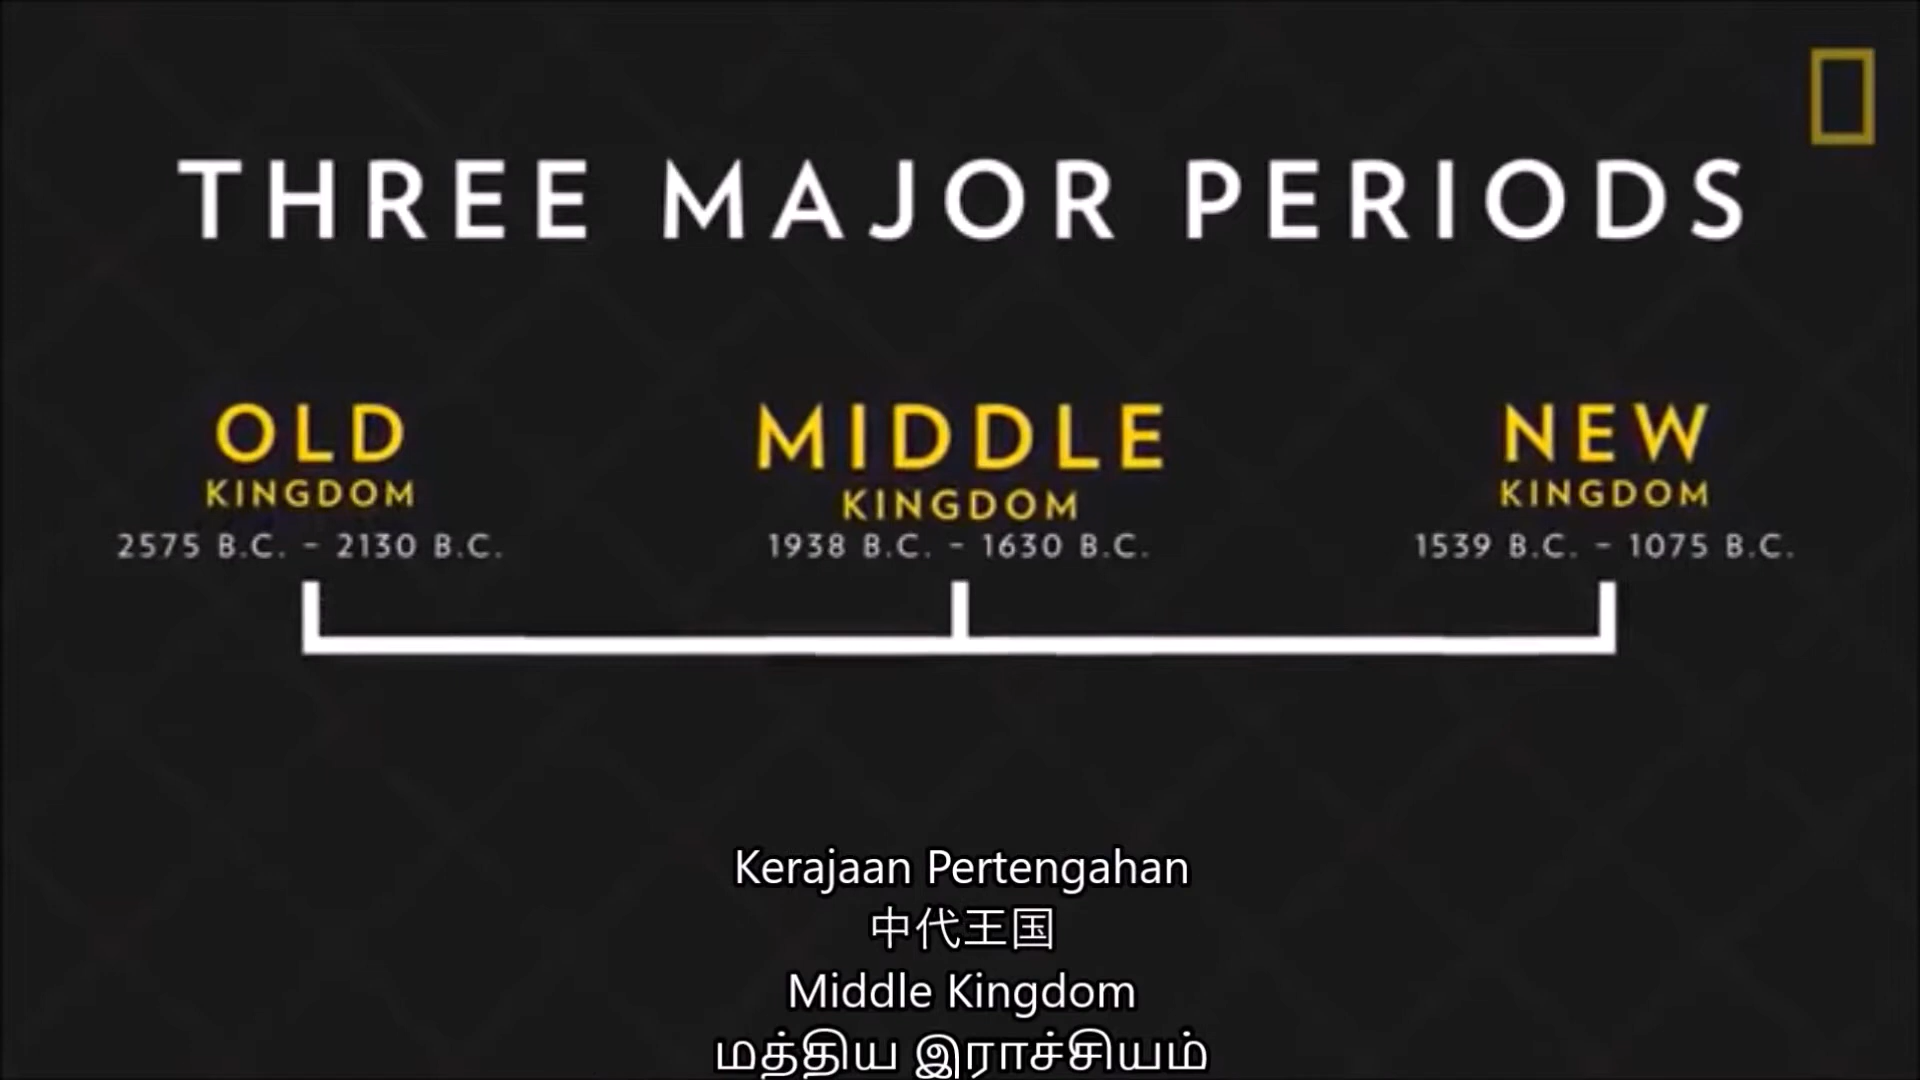 THREE MAJOR PERIODS
OLD
KINGDOM
2575 B.C. - 2130 B.C.
MIDDLE
KINGDOM
1938 B.C. - 1630 B.C.
NEW
KINGDOM
1539 B.C. - 1075 B.C.
Kerajaan Pertengahan
中代王国
Middle Kingdom
மத்திய இராச்சியம்